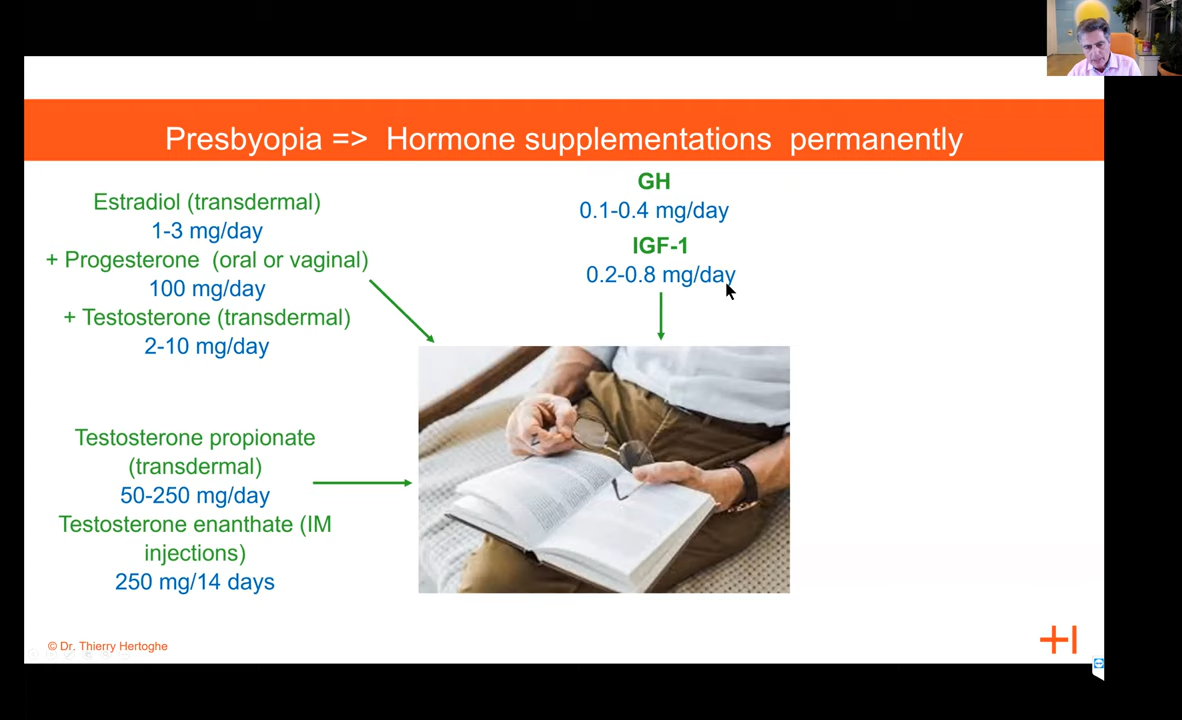 Presbyopia => Hormone supplementations permanently
Estradiol (transdermal)
1-3 mg/day
+ Progesterone (oral or vaginal)
100 mg/day
+ Testosterone (transdermal)
2-10 mg/day
Testosterone propionate
(transdermal)
50-250 mg/day
Testosterone enanthate (IM
injections)
250 mg/14 days
GH
0.1-0.4 mg/day
IGF-1
0.2-0.8 mg/day
© Dr. Thierry Hertoghe